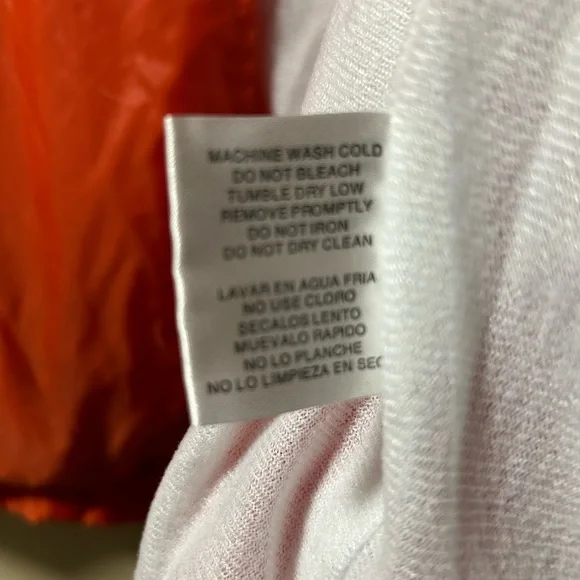 MACHINE WASH COLD
DO NOT BLEACH
TUMBLE DRY LOW
REMOVE PROMPTLY
DO NOT IRON
DO NOT DRY CLEAN
LAVAR EN AGUA FRIA
NO USE CLORO
SECALOS LENTO
MUEVALO RAPIDO
NO LO PLANCHE
NO LO LIMPIEZA EN SEC